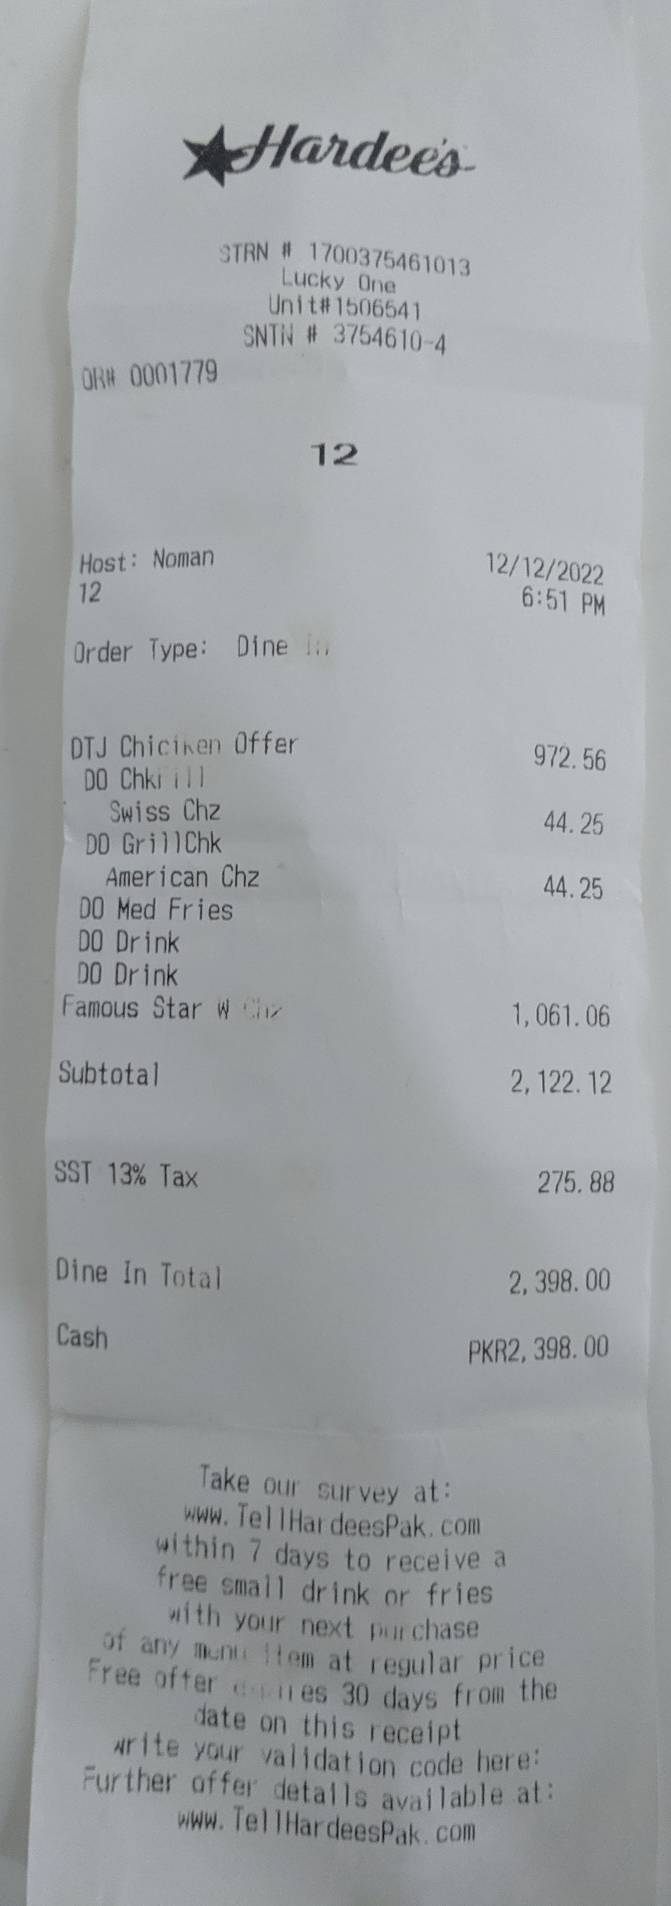 Hardee's
STRN # 1700375461013
Lucky One
Unit#1506541
SNTN # 3754610-4
OR# 0001779
12
Host: Noman 12/12/2022
12 6:51 PM
Order Type: Dine In
DTJ Chiciken Offer 972.56
DO
Swiss Chz 44.25
DO GrillChk
American Chz 44.25
DO Med Fries
DO Drink
DO Drink
Famous Star W Chz 1,061.06
Subtotal 2,122.12
SST 13% Tax 275.88
Dine In Total 2,398.00
Cash PKR2,398.00
Take our survey at:
www.TellHardeesPak.com
within 7 days to receive a
free small drink or fries
with your next purchase
of any menu item at regular price
Free offer expires 30 days from the
date on this receipt
write your validation code here:
Further offer details available at:
www.TellHardeesPak.com